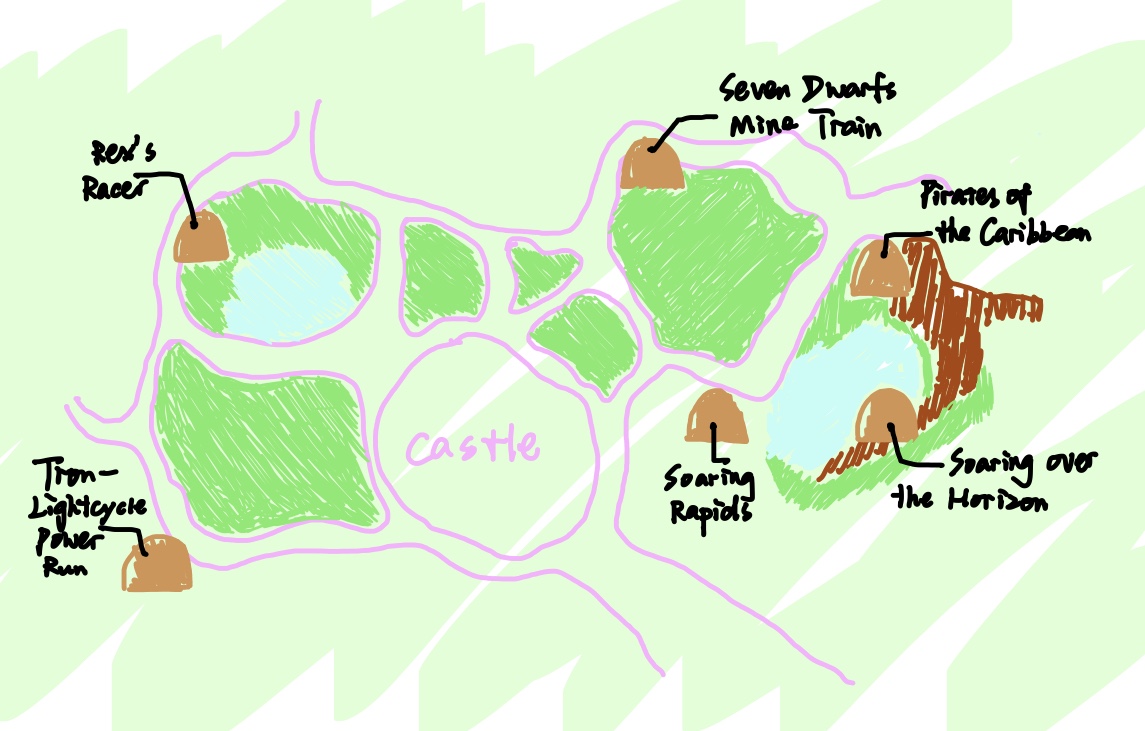 Seven Dwarfs
Mine Train
Rex's
Racer
Pirates of
the Caribbean
Castle
Tron-
Lightcycle
Power
Run
Soaring
Rapids
Soaring over
the Horizon